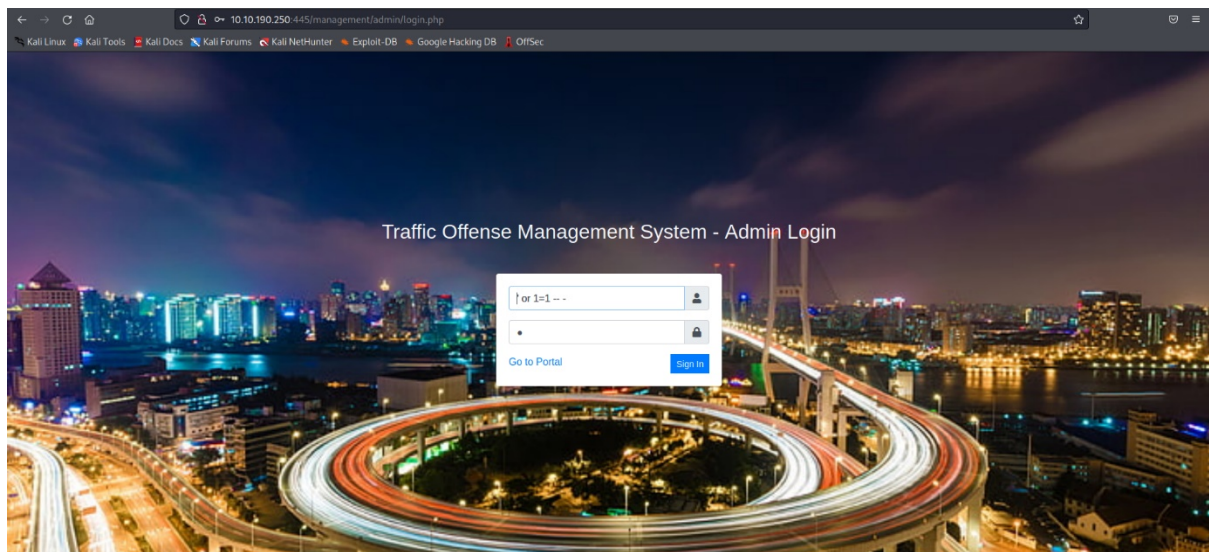 10.10.190.250:445/management/admin/login.php
Kali Linux Kali Tools Kali Docs Kali Forums Kali NetHunter Exploit-DB Google Hacking DB OffSec
Traffic Offense Management System - Admin Login
' or 1=1 -- -
Go to Portal Sign In